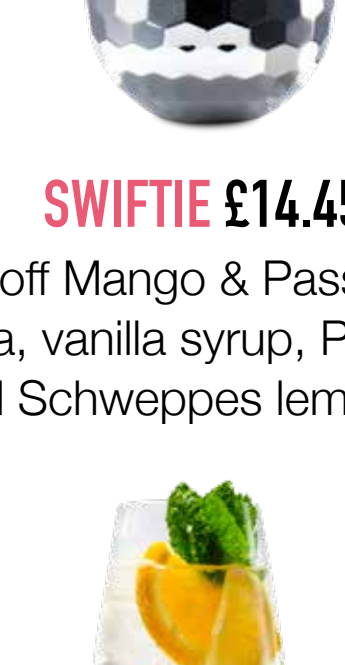 SWIFTIE £14.45
off Mango & Pass
a, vanilla syrup, P
l Schweppes lem